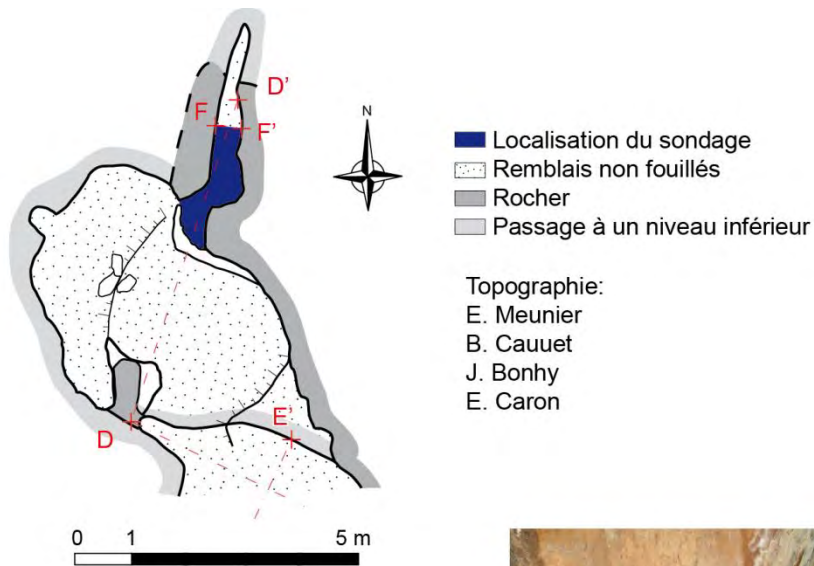 D'
F
F'
N
Localisation du sondage
Remblais non fouillés
Rocher
Passage à un niveau inférieur
Topographie:
E. Meunier
B. Cauuet
J. Bonhy
E. Caron
D
E'
0 1 5 m